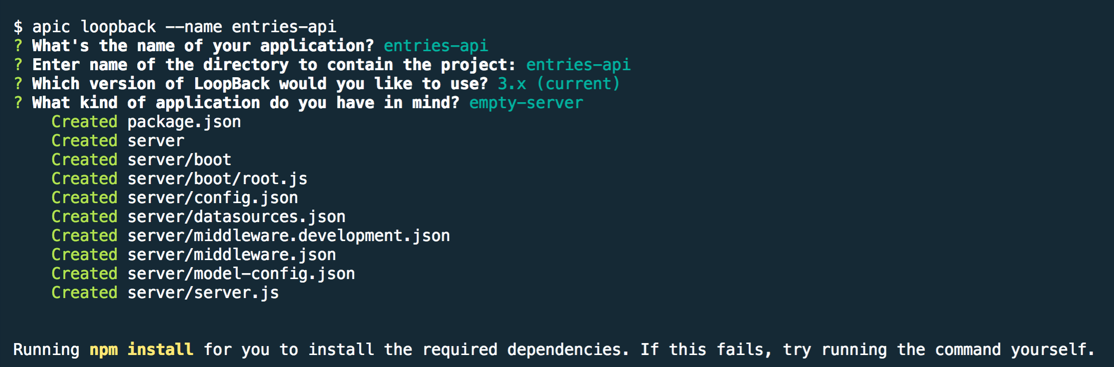 $ apic loopback --name entries-api
? What's the name of your application? entries-api
? Enter name of the directory to contain the project: entries-api
? Which version of LoopBack would you like to use? 3.x (current)
? What kind of application do you have in mind? empty-server
Created package.json
Created server
Created server/boot
Created server/boot/root.js
Created server/config.json
Created server/datasources.json
Created server/middleware.development.json
Created server/middleware.json
Created server/model-config.json
Created server/server.js
Running npm install for you to install the required dependencies. If this fails, try running the command yourself.